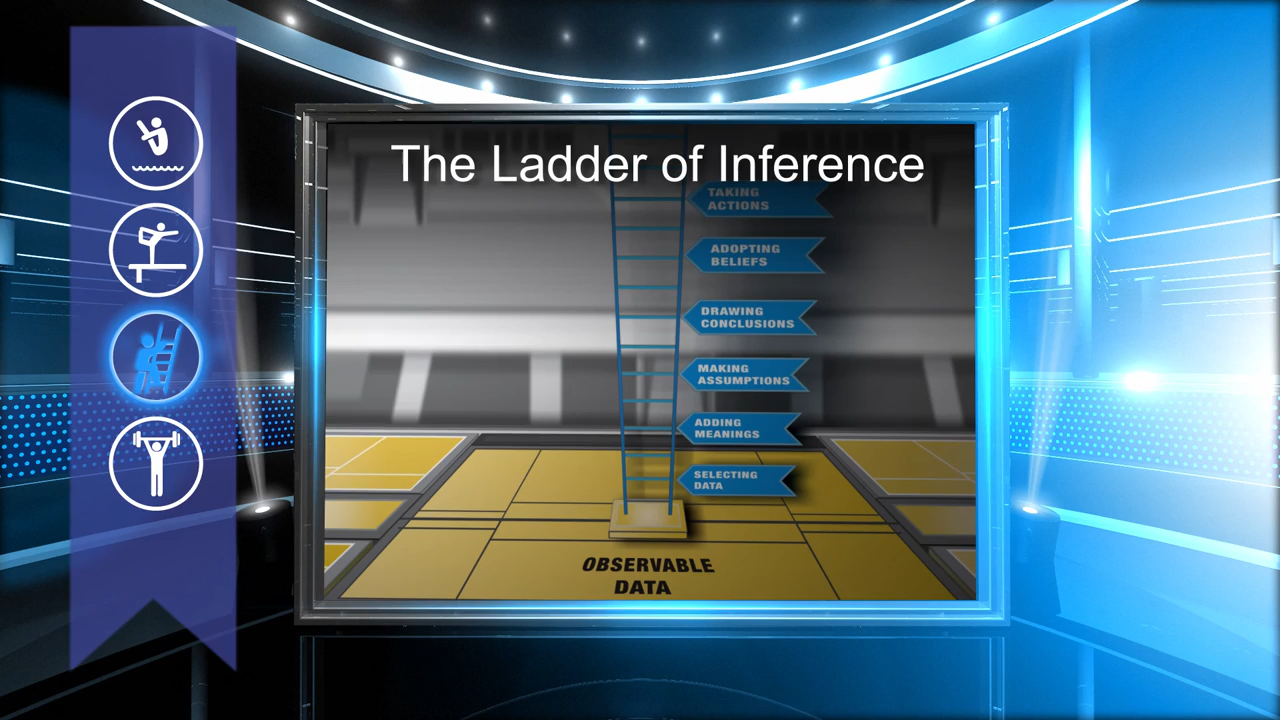 The Ladder of Inference
TAKING
ACTIONS
ADOPTING
BELIEFS
DRAWING
CONCLUSIONS
MAKING
ASSUMPTIONS
ADDING
MEANINGS
SELECTING
DATA
OBSERVABLE
DATA